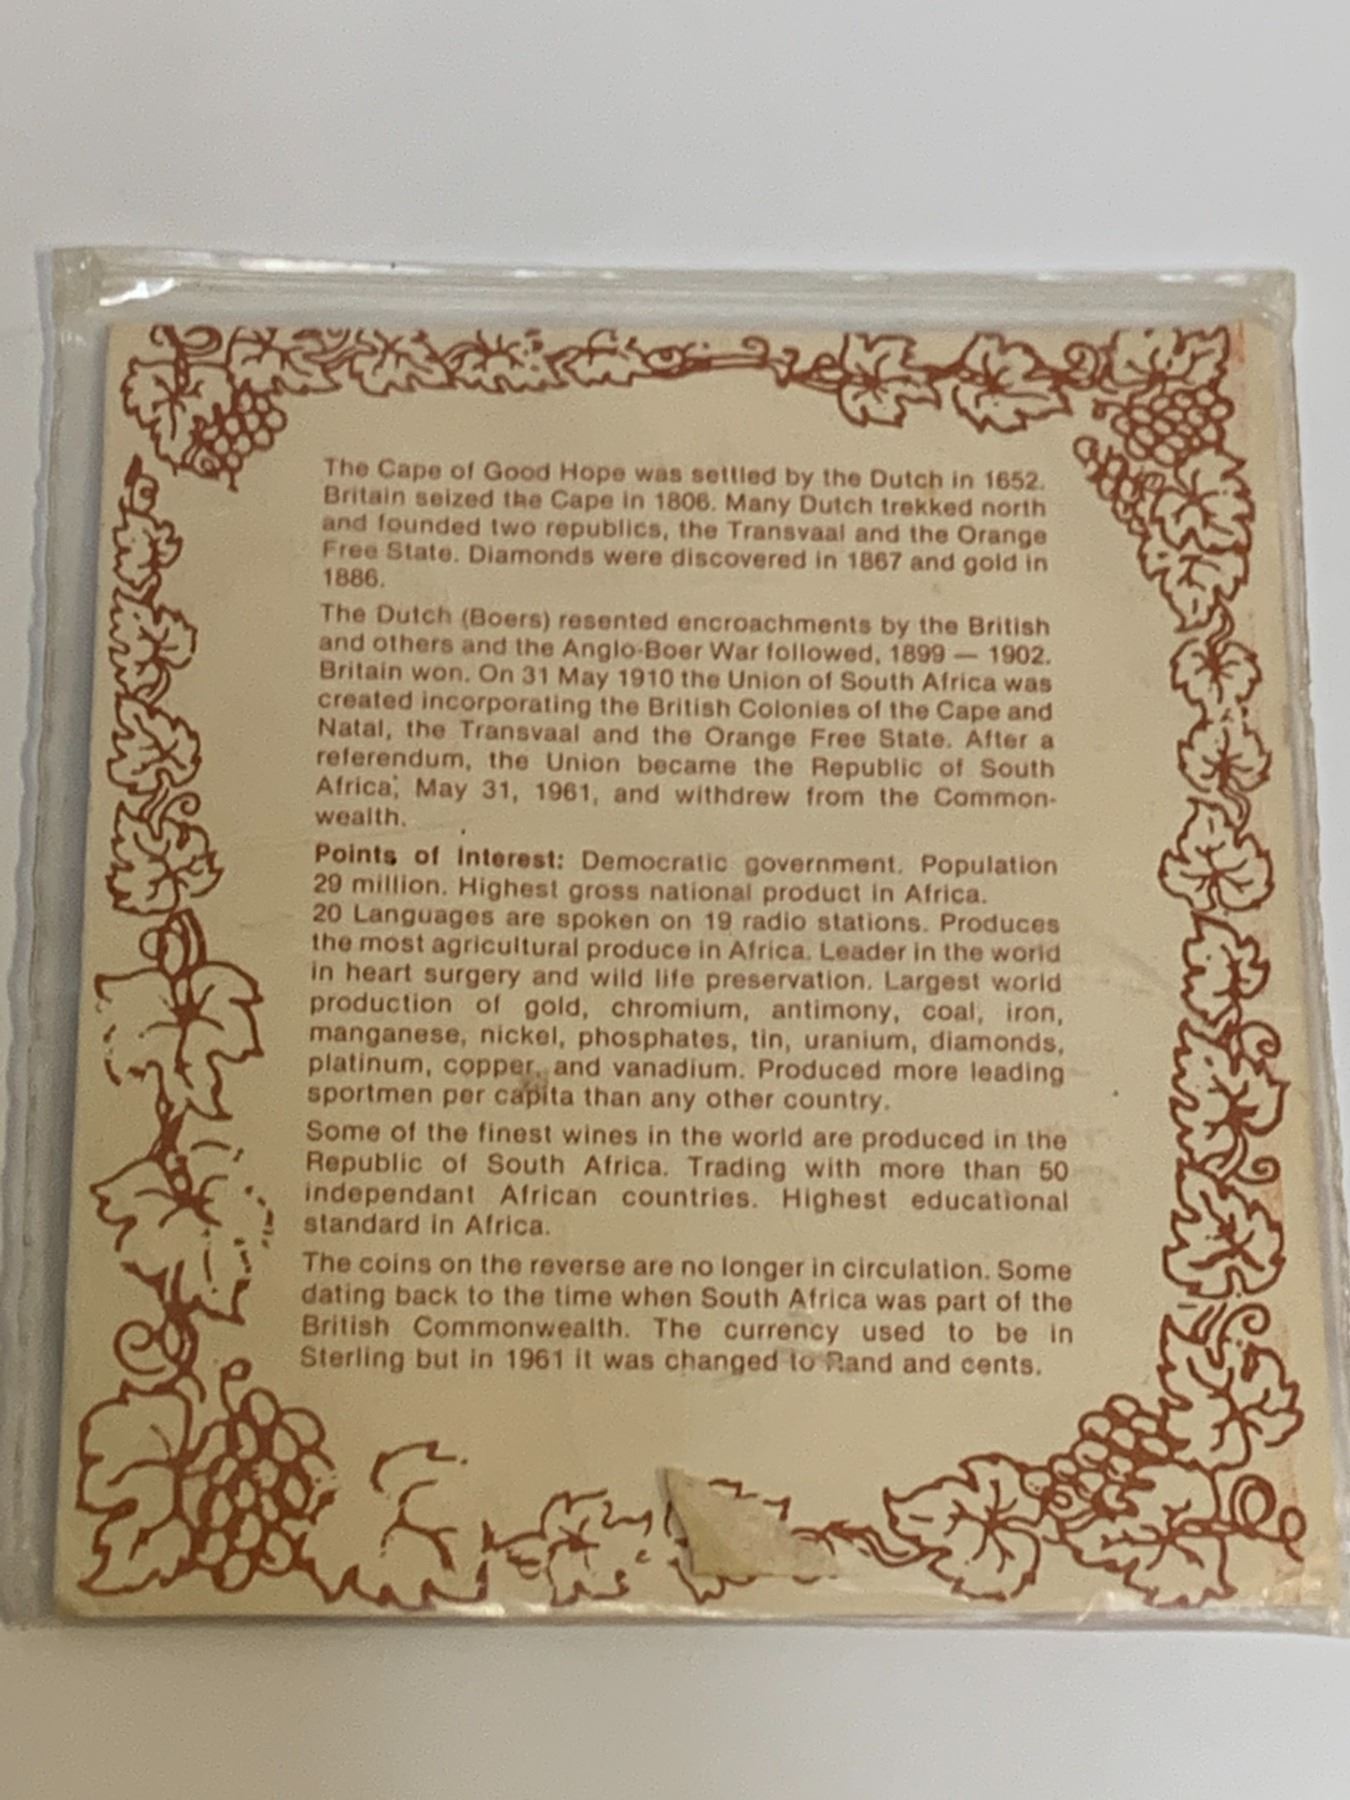 The Cape of Good Hope was settled by the Dutch in 1652.
Britain seized the Cape in 1806. Many Dutch trekked north
and founded two republics, the Transvaal and the Orange
Free State. Diamonds were discovered in 1867 and gold in
1886.
The Dutch (Boers) resented encroachments by the British
and others and the Anglo-Boer War followed, 1899 — 1902.
Britain won. On 31 May 1910 the Union of South Africa was
created incorporating the British Colonies of the Cape and
Natal, the Transvaal and the Orange Free State. After a
referendum, the Union became the Republic of South
Africa, May 31, 1961, and withdrew from the Common-
wealth.
Points of Interest: Democratic government. Population
29 million. Highest gross national product in Africa.
20 Languages are spoken on 19 radio stations. Produces
the most agricultural produce in Africa. Leader in the world
in heart surgery and wild life preservation. Largest world
production of gold, chromium, antimony, coal, iron,
manganese, nickel, phosphates, tin, uranium, diamonds,
platinum, copper, and vanadium. Produced more leading
sportmen per capita than any other country.
Some of the finest wines in the world are produced in the
Republic of South Africa. Trading with more than 50
independant African countries. Highest educational
standard in Africa.
The coins on the reverse are no longer in circulation. Some
dating back to the time when South Africa was part of the
British Commonwealth. The currency used to be in
Sterling but in 1961 it was changed to Rand and cents.